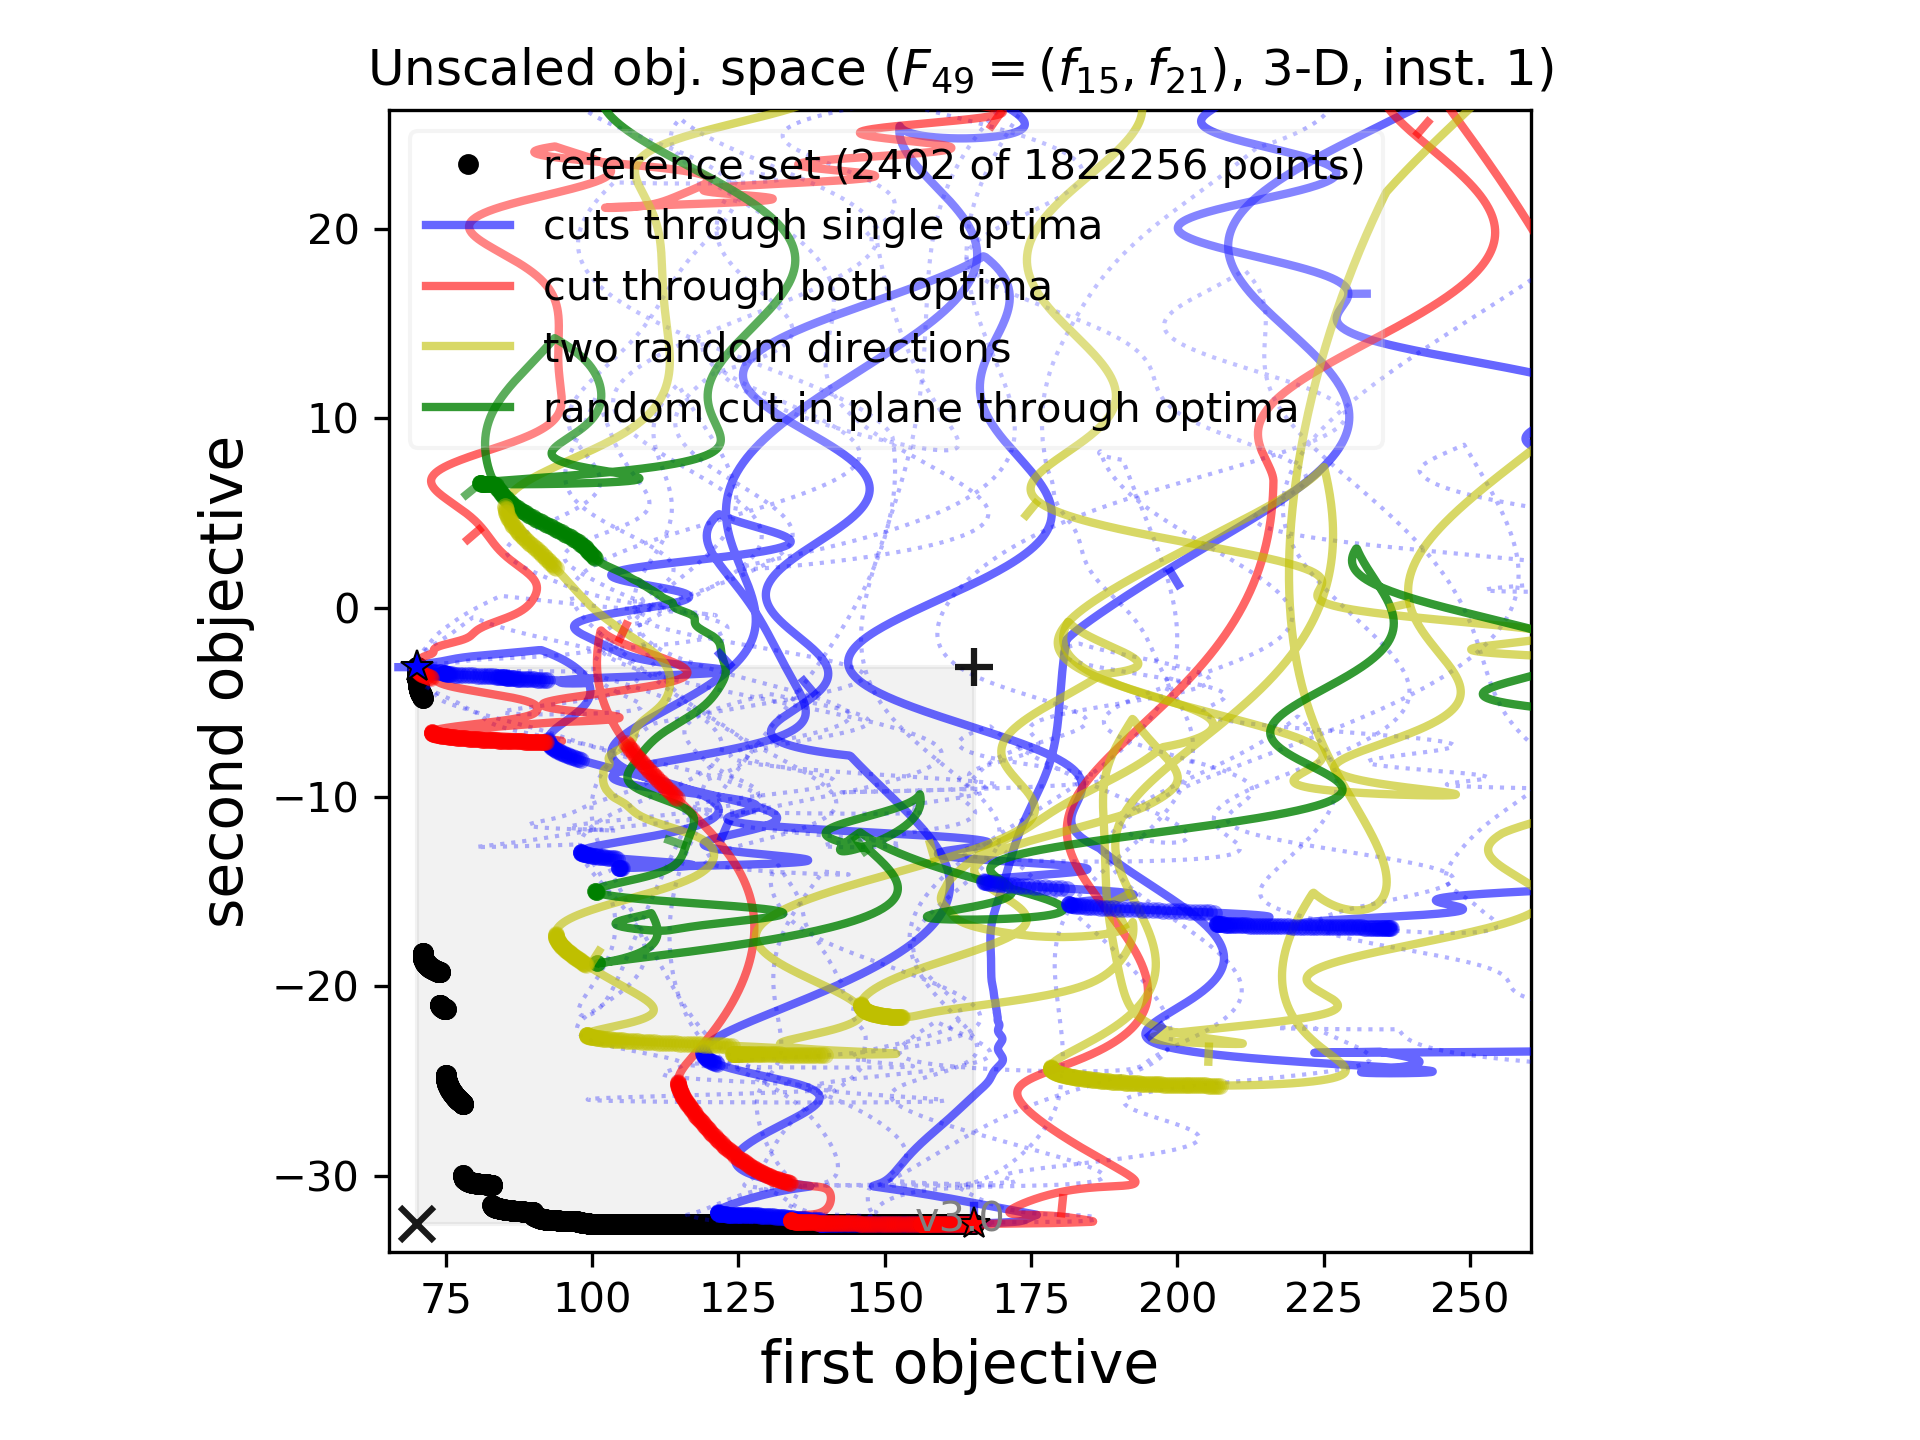 Unscaled obj. space (F₄₉ = (f₁₅, f₂₁), 3-D, inst. 1)
reference set (2402 of 1822256 points)
cuts through single optima
cut through both optima
two random directions
random cut in plane through optima
second objective
20
10
0
−10
−20
−30
v3.0
75 100 125 150 175 200 225 250
first objective